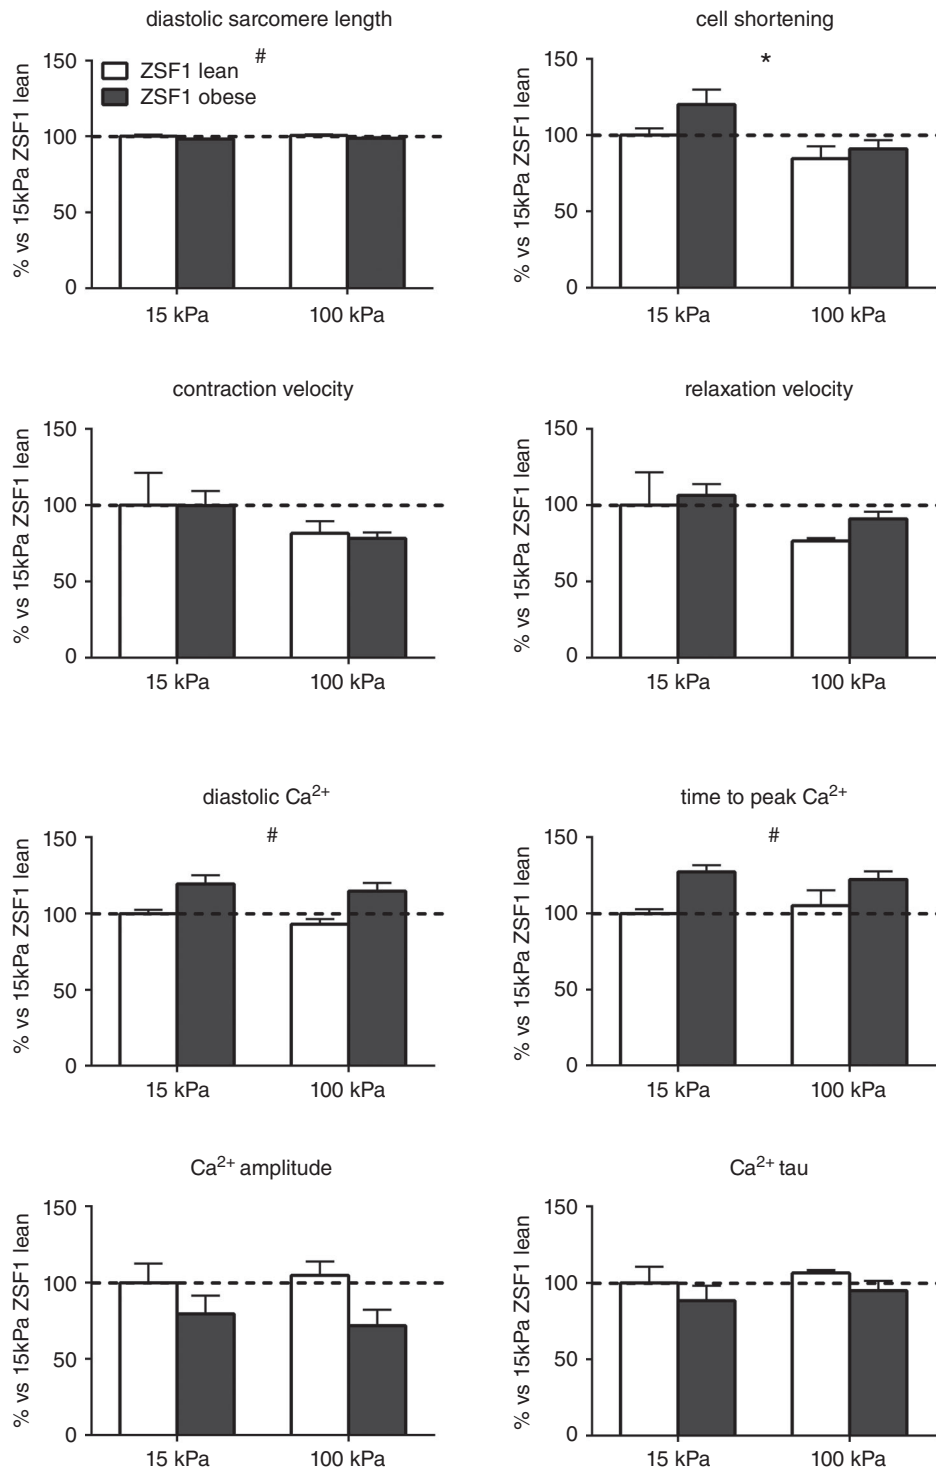 diastolic sarcomere length
#
ZSF1 lean
ZSF1 obese
% vs 15kPa ZSF1 lean
150
100
50
0
15 kPa
100 kPa
cell shortening
*
% vs 15kPa ZSF1 lean
150
100
50
0
15 kPa
100 kPa
contraction velocity
% vs 15kPa ZSF1 lean
150
100
50
0
15 kPa
100 kPa
relaxation velocity
% vs 15kPa ZSF1 lean
150
100
50
0
15 kPa
100 kPa
diastolic Ca²⁺
#
% vs 15kPa ZSF1 lean
150
100
50
0
15 kPa
100 kPa
time to peak Ca²⁺
#
% vs 15kPa ZSF1 lean
150
100
50
0
15 kPa
100 kPa
Ca²⁺ amplitude
% vs 15kPa ZSF1 lean
150
100
50
0
15 kPa
100 kPa
Ca²⁺ tau
% vs 15kPa ZSF1 lean
150
100
50
0
15 kPa
100 kPa